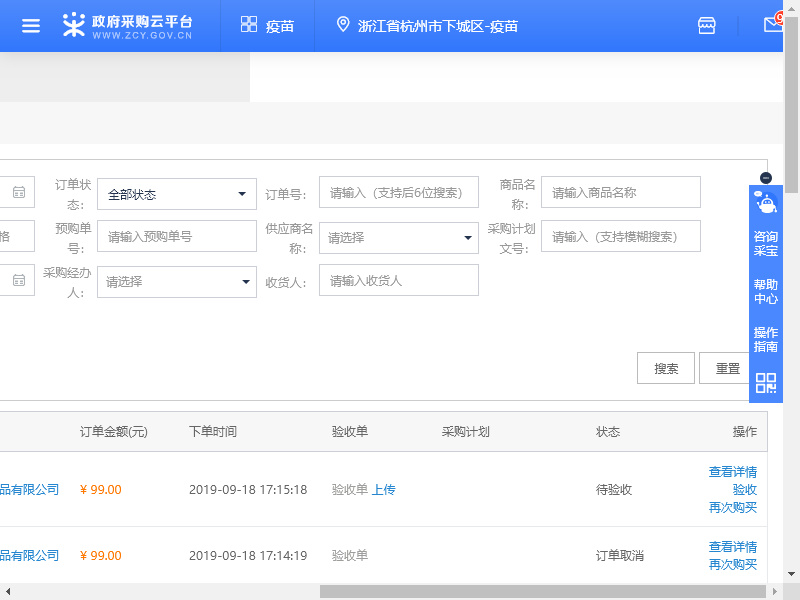 政府采购云平台
WWW.ZCY.GOV.CN
疫苗
浙江省杭州市下城区-疫苗
订单状态：
全部状态
订单号：
请输入（支持后6位搜索）
商品名称：
请输入商品名称
格
预购单号：
请输入预购单号
供应商名称：
请选择
采购计划文号：
请输入（支持模糊搜索）
采购经办人：
请选择
收货人：
请输入收货人
咨询
采宝
帮助
中心
操作
指南
搜索
重置
订单金额(元)
下单时间
验收单
采购计划
状态
操作
品有限公司
¥ 99.00
2019-09-18 17:15:18
验收单 上传
待验收
查看详情
验收
再次购买
品有限公司
¥ 99.00
2019-09-18 17:14:19
验收单
订单取消
查看详情
再次购买